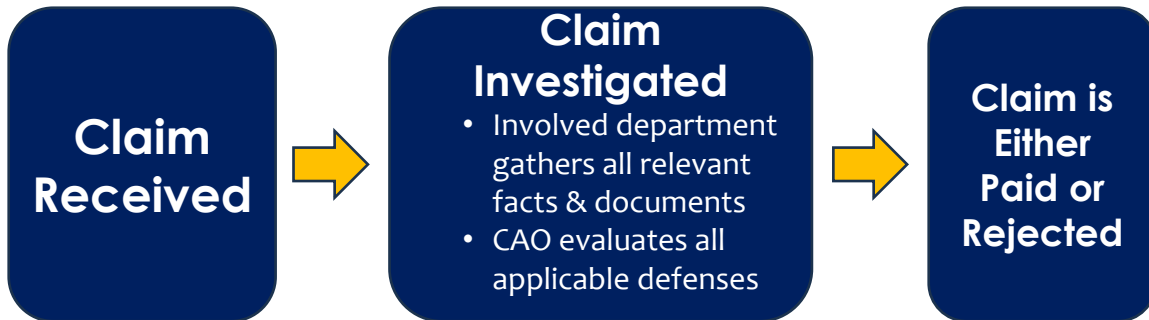 Claim
Received
Claim
Investigated
• Involved department
gathers all relevant
facts & documents
• CAO evaluates all
applicable defenses
Claim is
Either
Paid or
Rejected